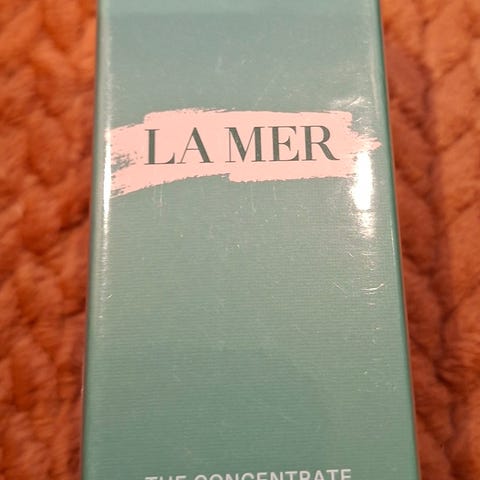 LA MER
THE CONCENTRATE